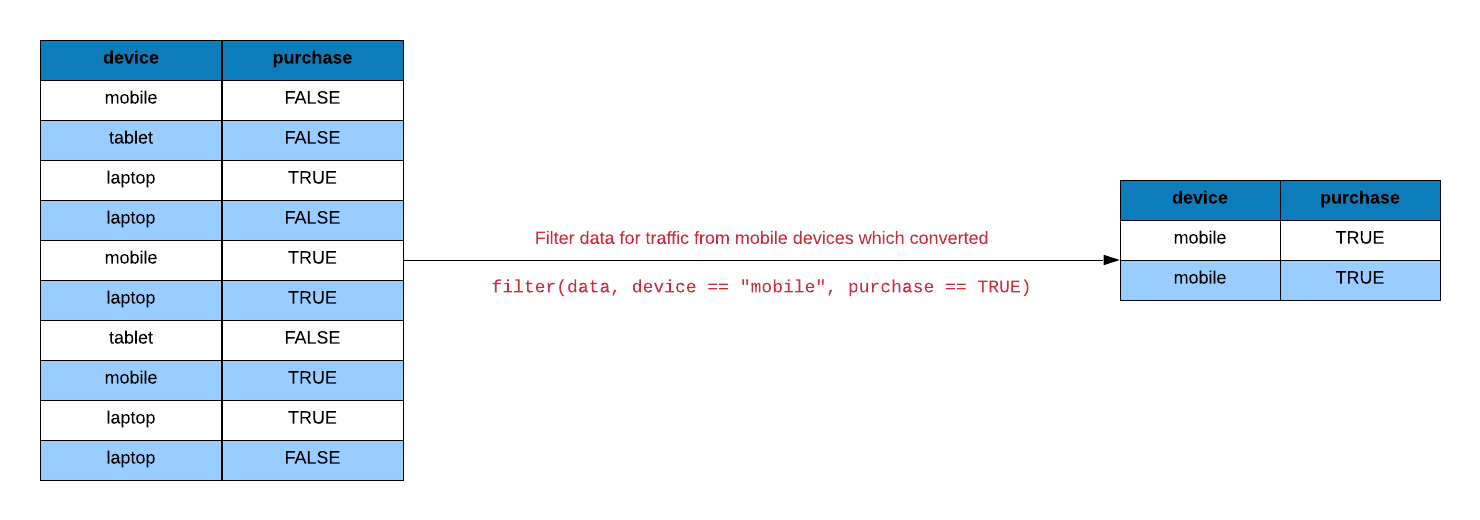 device purchase
mobile FALSE
tablet FALSE
laptop TRUE
laptop FALSE
mobile TRUE
laptop TRUE
tablet FALSE
mobile TRUE
laptop TRUE
laptop FALSE
Filter data for traffic from mobile devices which converted
filter(data, device == "mobile", purchase == TRUE)
device purchase
mobile TRUE
mobile TRUE